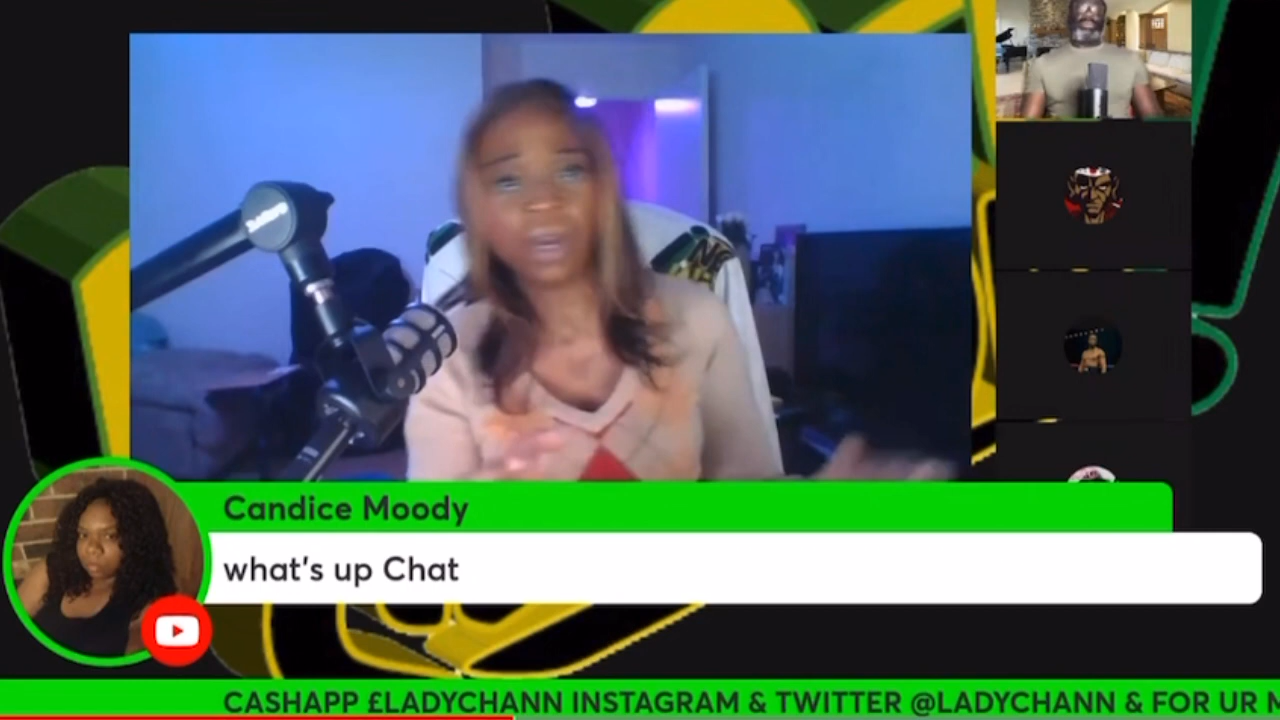 Candice Moody
what's up Chat
CASHAPP £LADYCHANN INSTAGRAM & TWITTER @LADYCHANN & FOR UR